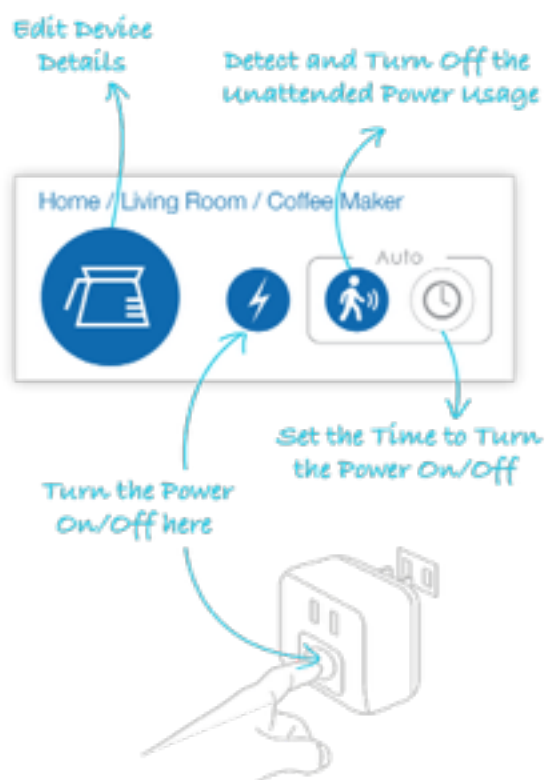 Edit Device
Details
Detect and Turn Off the
Unattended Power Usage
Home / Living Room / Coffee Maker
Auto
Set the Time to Turn
the Power On/Off
Turn the Power
On/Off here